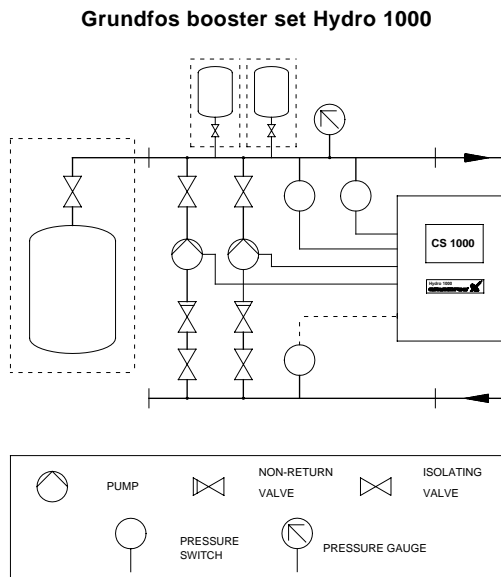 Grundfos booster set Hydro 1000
CS 1000
Hydro 1000
GRUNDFOS
PUMP
NON-RETURN
VALVE
ISOLATING
VALVE
PRESSURE
SWITCH
PRESSURE GAUGE